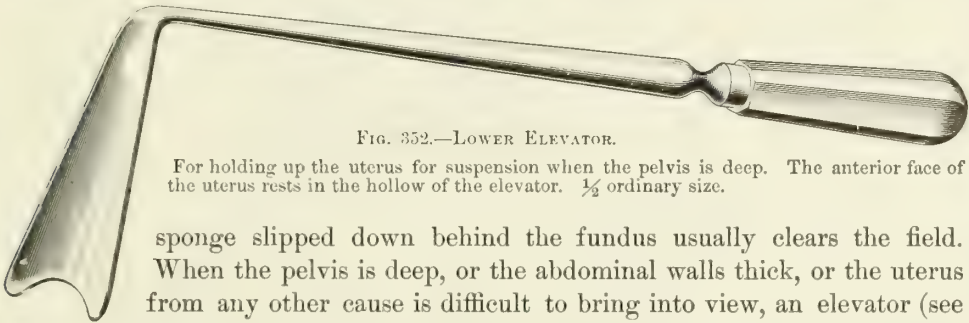 FIG. 352.—LOWER ELEVATOR.
For holding up the uterus for suspension when the pelvis is deep. The anterior face of
the uterus rests in the hollow of the elevator. ½ ordinary size.
sponge slipped down behind the fundus usually clears the field.
When the pelvis is deep, or the abdominal walls thick, or the uterus
from any other cause is difficult to bring into view, an elevator (see